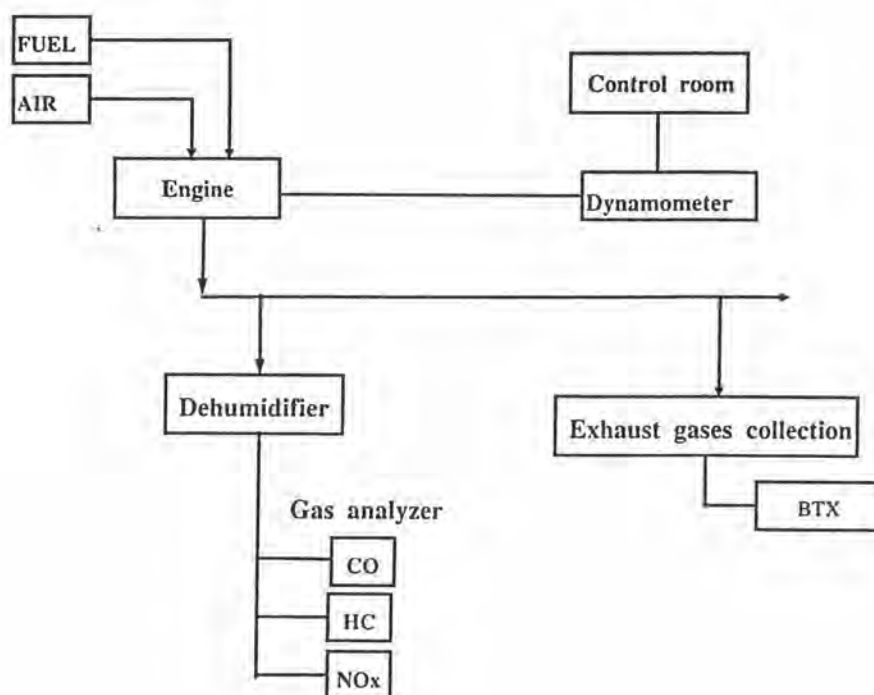 FUEL
AIR
Control room
Engine
Dynamometer
Dehumidifier
Exhaust gases collection
BTX
Gas analyzer
CO
HC
NOx